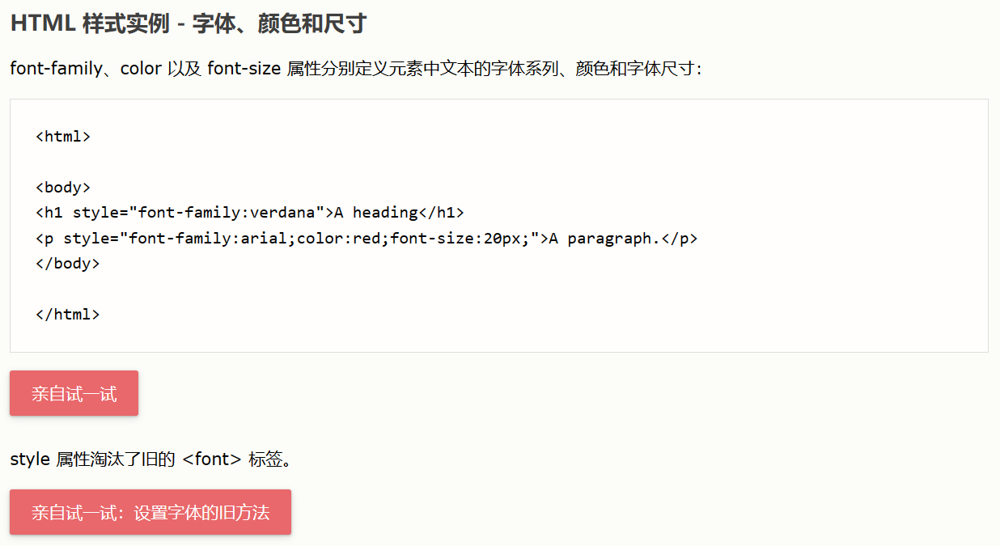 HTML 样式实例 - 字体、颜色和尺寸
font-family、color 以及 font-size 属性分别定义元素中文本的字体系列、颜色和字体尺寸：
<html>
<body>
<h1 style="font-family:verdana">A heading</h1>
<p style="font-family:arial;color:red;font-size:20px;">A paragraph.</p>
</body>
</html>
亲自试一试
style 属性淘汰了旧的 <font> 标签。
亲自试一试：设置字体的旧方法